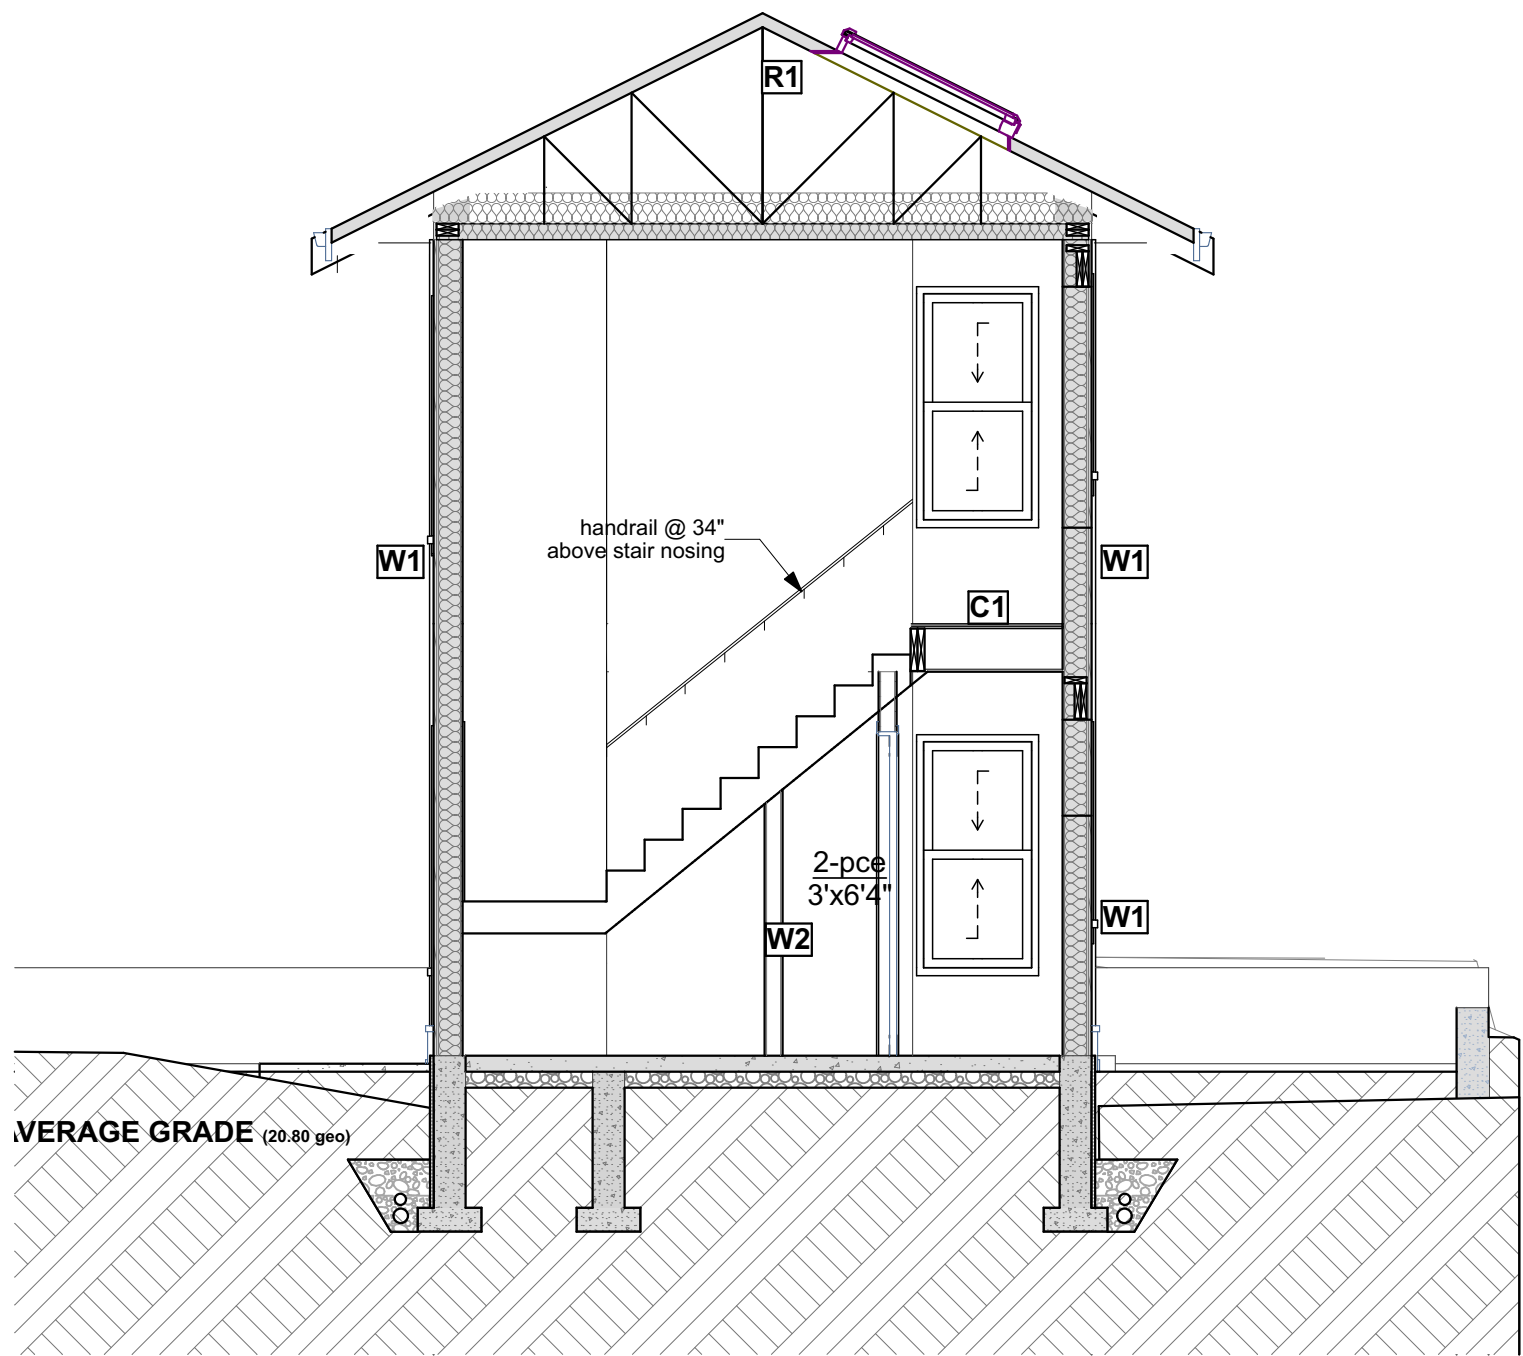 R1
handrail @ 34"
above stair nosing
W1
W1
C1
2-pce
3'x6'4"
W1
W2
VERAGE GRADE (20.80 geo)